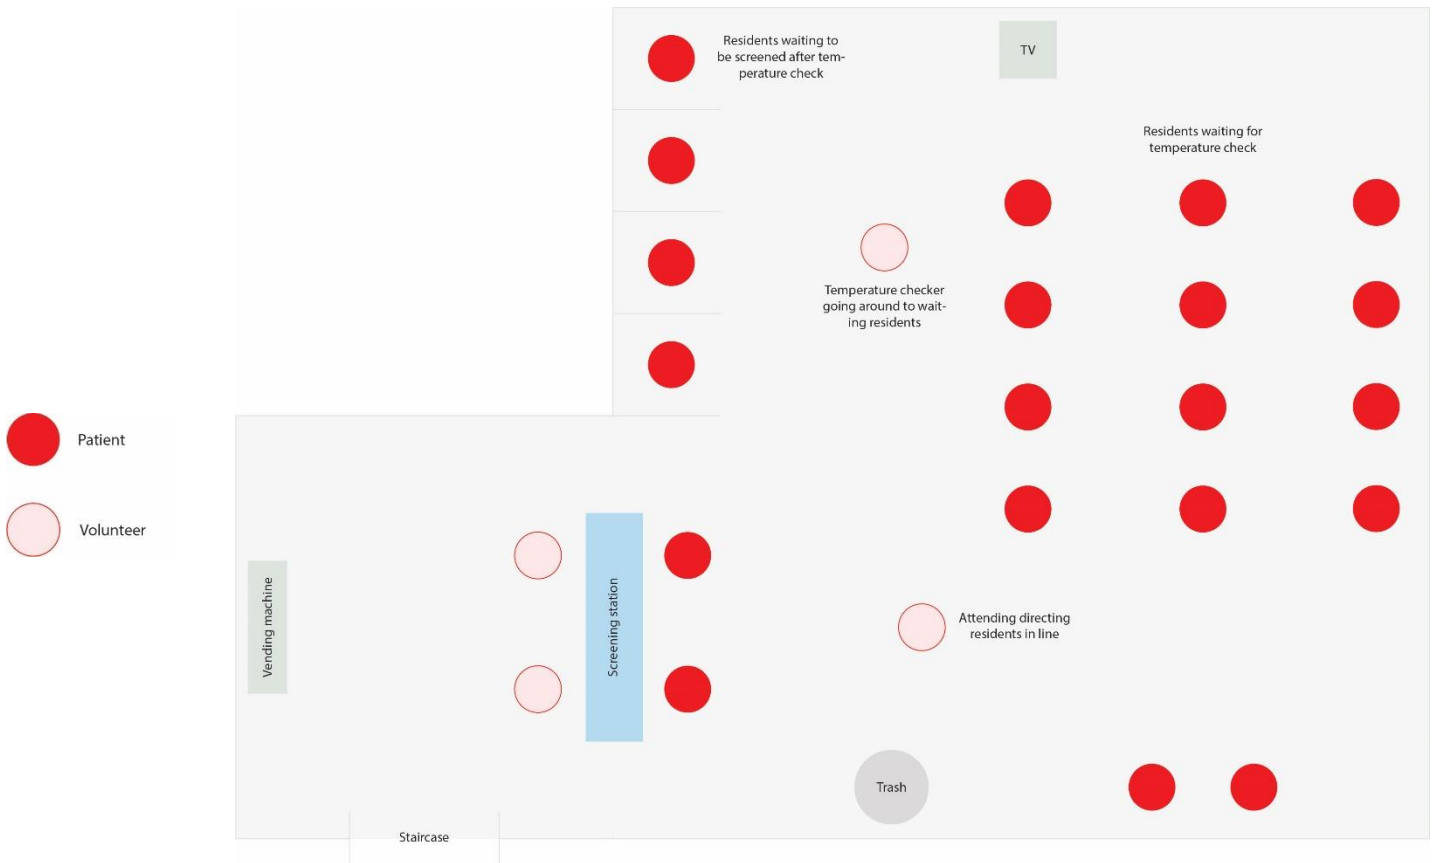 Residents waiting to
be screened after tem-
perature check
TV
Residents waiting for
temperature check
Temperature checker
going around to wait-
ing residents
Patient
Volunteer
Vending machine
Screening station
Attending directing
residents in line
Trash
Staircase